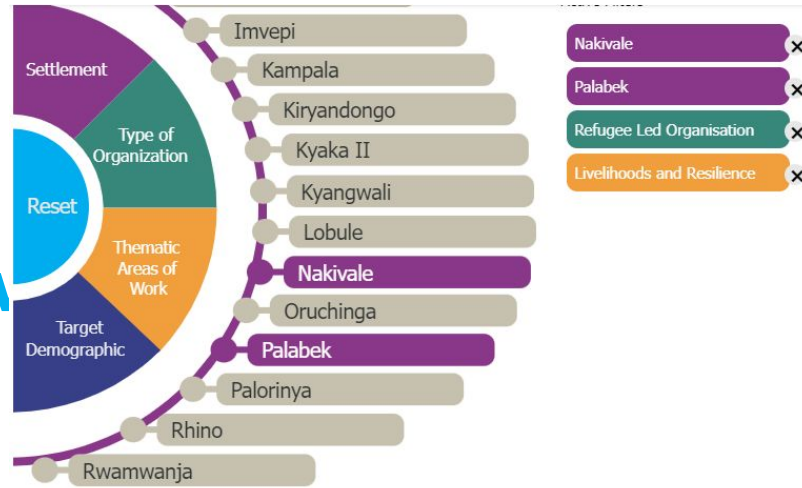 Settlement
Type of
Organization
Reset
Thematic
Areas of
Work
Target
Demographic
Imvepi
Kampala
Kiryandongo
Kyaka II
Kyangwali
Lobule
Nakivale
Oruchinga
Palabek
Palorinya
Rhino
Rwamwanja
Nakivale
Palabek
Refugee Led Organisation
Livelihoods and Resilience